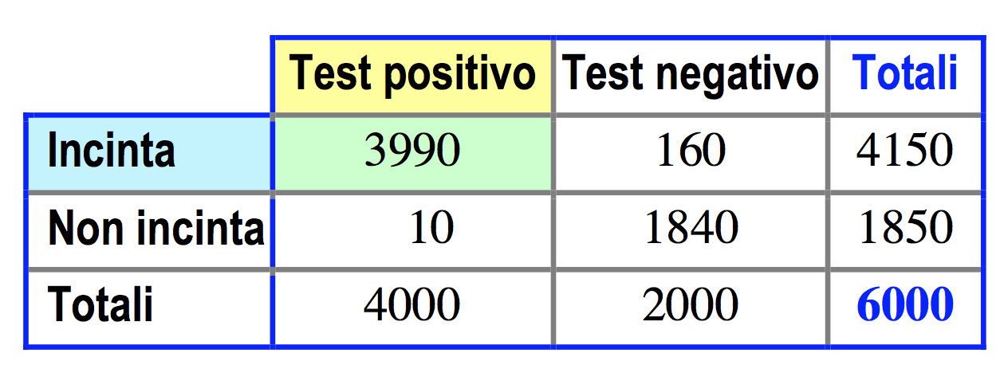 Test positivo Test negativo Totali
Incinta 3990 160 4150
Non incinta 10 1840 1850
Totali 4000 2000 6000